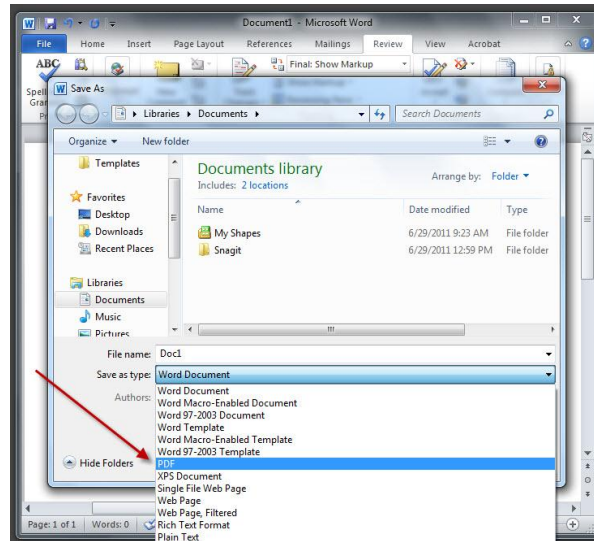 Document1 - Microsoft Word
File Home Insert Page Layout References Mailings Review View Acrobat
ABC Final: Show Markup
Save As
Libraries Documents Search Documents
Organize New folder
Templates
Documents library
Includes: 2 locations
Arrange by: Folder
Favorites
Desktop
Downloads
Recent Places
Name Date modified Type
My Shapes 6/29/2011 9:23 AM File folder
Snagit 6/29/2011 12:59 PM File folder
Libraries
Documents
Music
Pictures
File name: Doc1
Save as type: Word Document
Authors:
Word Document
Word Macro-Enabled Document
Word 97-2003 Document
Word Template
Word Macro-Enabled Template
Word 97-2003 Template
PDF
XPS Document
Single File Web Page
Web Page
Web Page, Filtered
Rich Text Format
Plain Text
Hide Folders
Page: 1 of 1 Words: 0